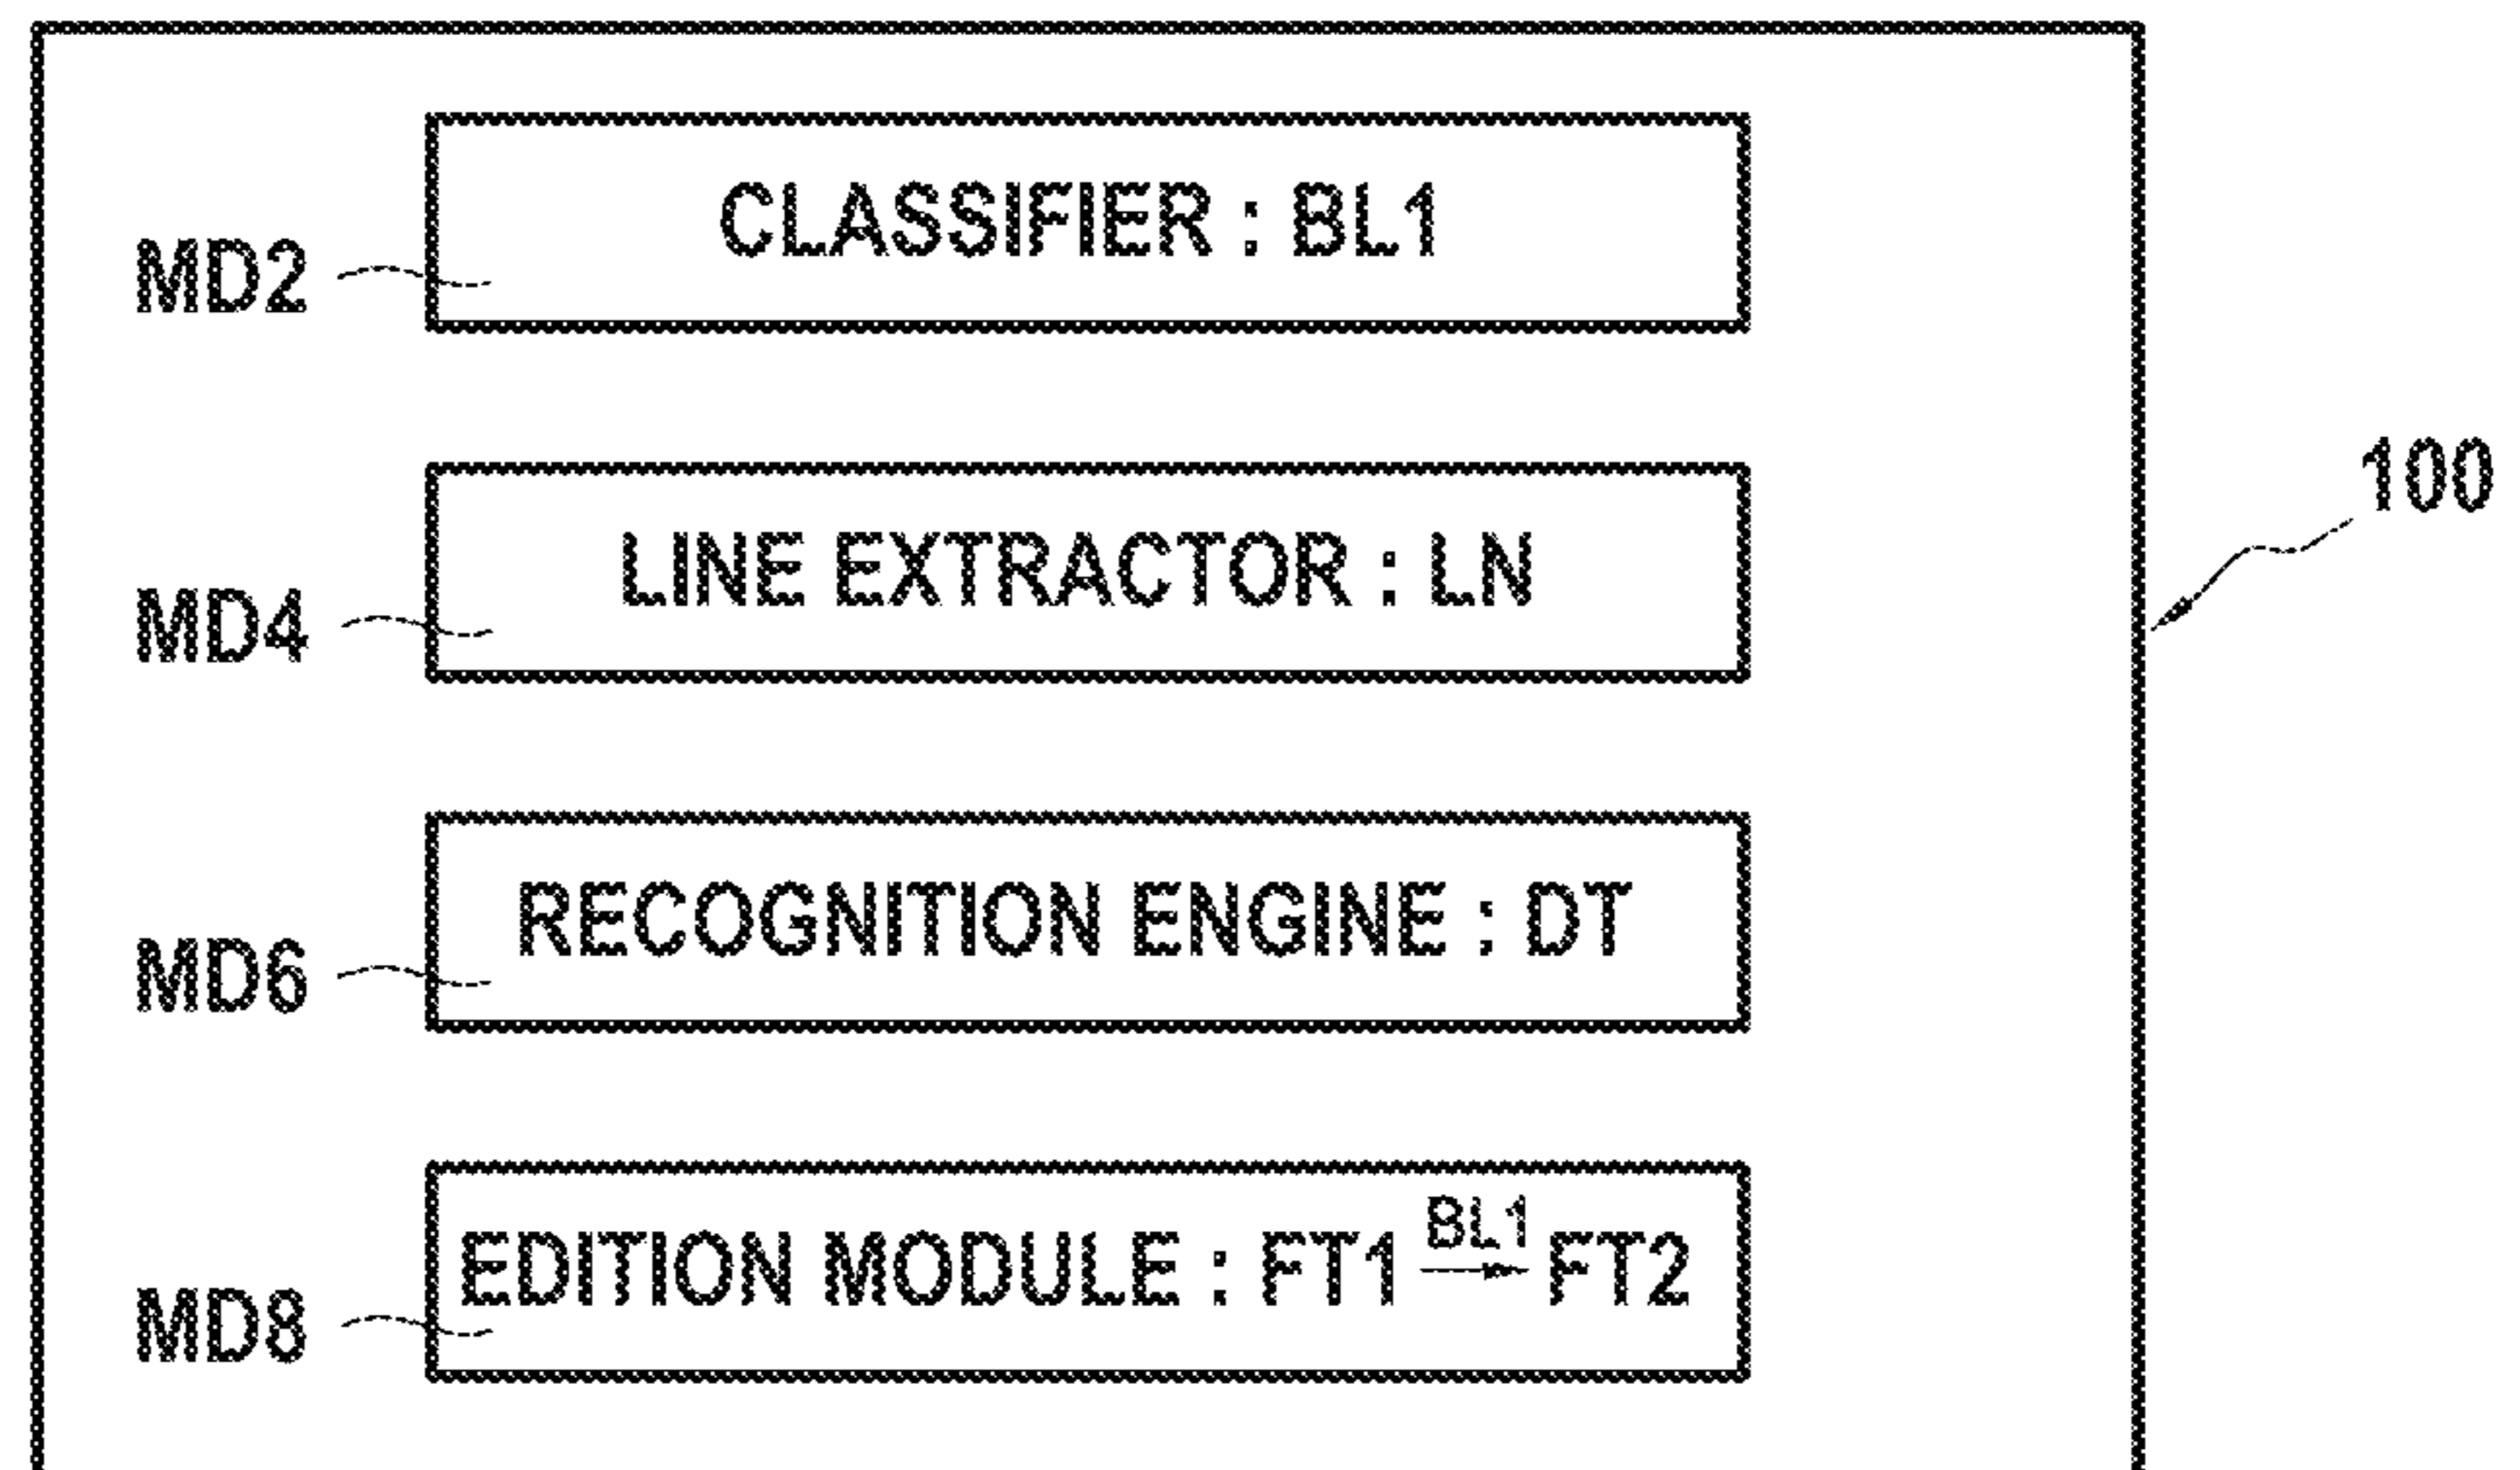 CLASSIFIER : BL1
MD2
100
LINE EXTRACTOR : LN
MD4
RECOGNITION ENGINE : DT
MD6
BL1
EDITION MODULE : FT1 → FT2
MD8